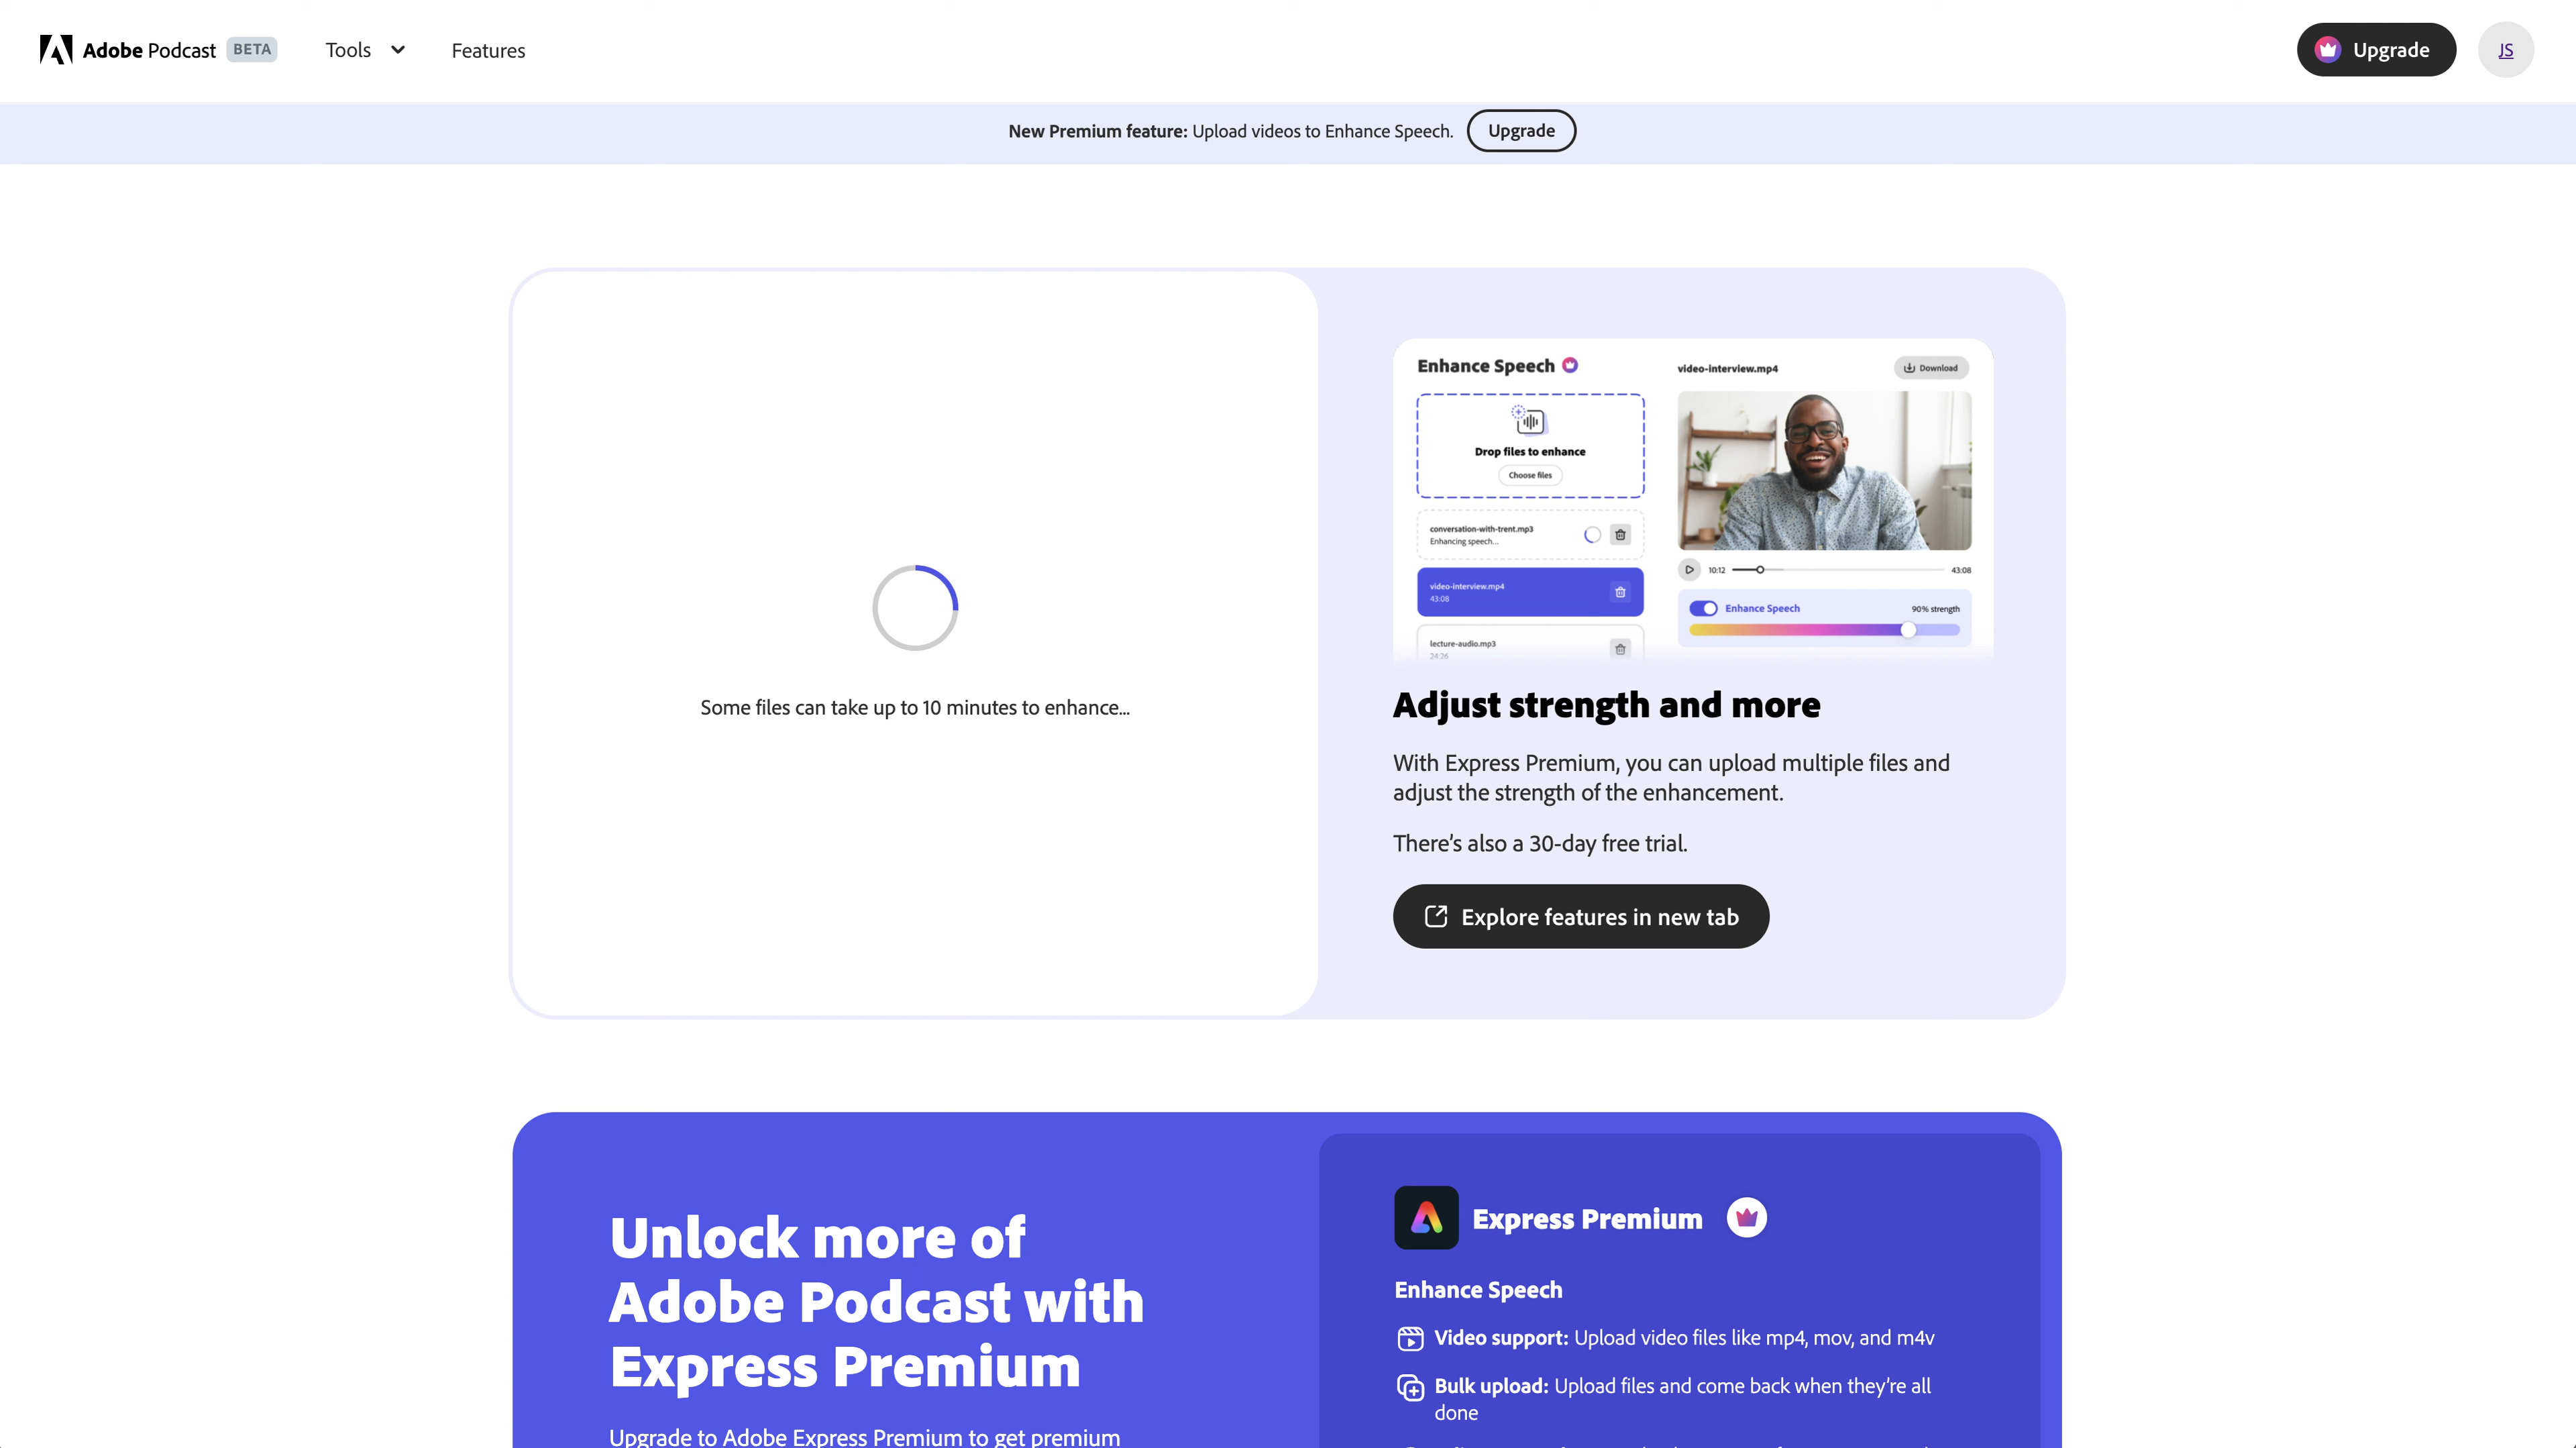 Adobe Podcast BETA
Tools
Features
Upgrade
JS
New Premium feature: Upload videos to Enhance Speech.
Upgrade
Some files can take up to 10 minutes to enhance...
Enhance Speech
Drop files to enhance
Choose files
conversation-with-trent.mp3
Enhancing speech...
video-interview.mp4
43:08
lecture-audio.mp3
24:26
video-interview.mp4
Download
10:12
43:08
Enhance Speech
90% strength
Adjust strength and more
With Express Premium, you can upload multiple files and
adjust the strength of the enhancement.
There's also a 30-day free trial.
Explore features in new tab
Unlock more of
Adobe Podcast with
Express Premium
Upgrade to Adobe Express Premium to get premium
Express Premium
Enhance Speech
Video support: Upload video files like mp4, mov, and m4v
Bulk upload: Upload files and come back when they're all
done